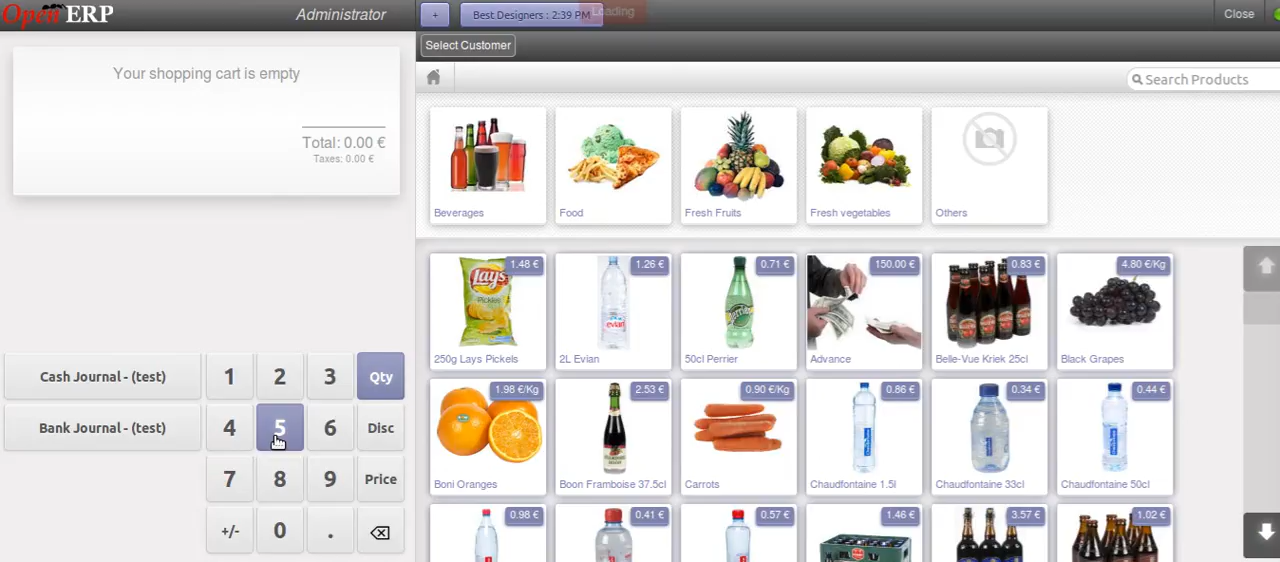 Open ERP
Administrator
+
Best Designers : 2:39 PM
Loading
Close
Select Customer
Your shopping cart is empty
Search Products
Total: 0.00 €
Taxes: 0.00 €
Beverages
Food
Fresh Fruits
Fresh vegetables
Others
1.48 €
1.26 €
0.71 €
150.00 €
0.83 €
4.80 €/Kg
Lays
Pickles
evian
250g Lays Pickels
2L Evian
50cl Perrier
Advance
Belle-Vue Kriek 25cl
Black Grapes
Cash Journal - (test)
1
2
3
Qty
1.98 €/Kg
2.53 €
0.90 €/Kg
0.86 €
0.34 €
0.44 €
Bank Journal - (test)
4
5
6
Disc
Boni Oranges
Boon Framboise 37.5cl
Carrots
Chaudfontaine 1.5l
Chaudfontaine 33cl
Chaudfontaine 50cl
7
8
9
Price
0.98 €
0.41 €
0.57 €
1.46 €
3.57 €
1.02 €
+/-
0
.